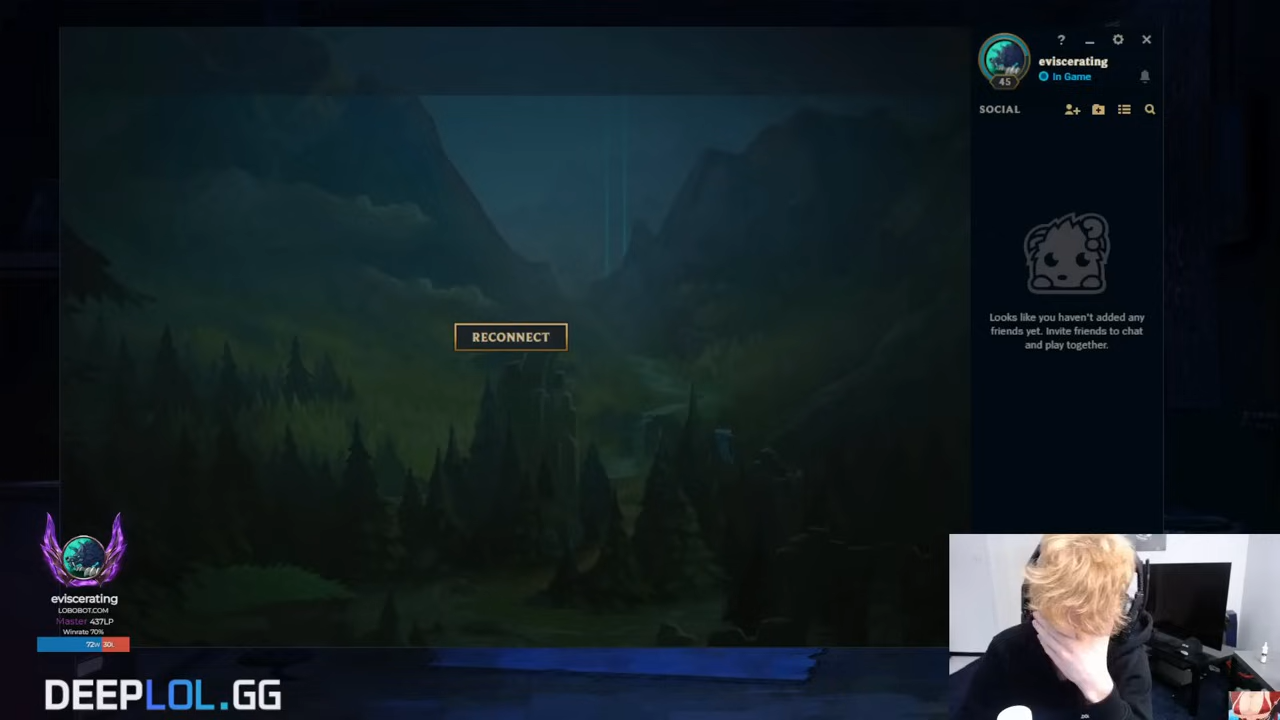 ?
eviscerating
In Game
45
SOCIAL
RECONNECT
Looks like you haven't added any
friends yet. Invite friends to chat
and play together.
eviscerating
LOBOBOT.COM
Master 437LP
Winrate 70%
72W 30L
DEEPLOL.GG